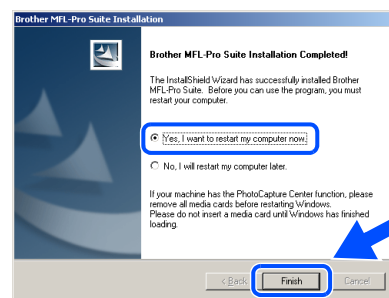 Brother MFL-Pro Suite Installation
Brother MFL-Pro Suite Installation Completed!
The InstallShield Wizard has successfully installed Brother
MFL-Pro Suite. Before you can use the program, you must
restart your computer.
Yes, I want to restart my computer now.
No, I will restart my computer later.
If your machine has the PhotoCapture Center function, please
remove all media cards before restarting Windows.
Please do not insert a media card until Windows has finished
loading.
< Back Finish Cancel